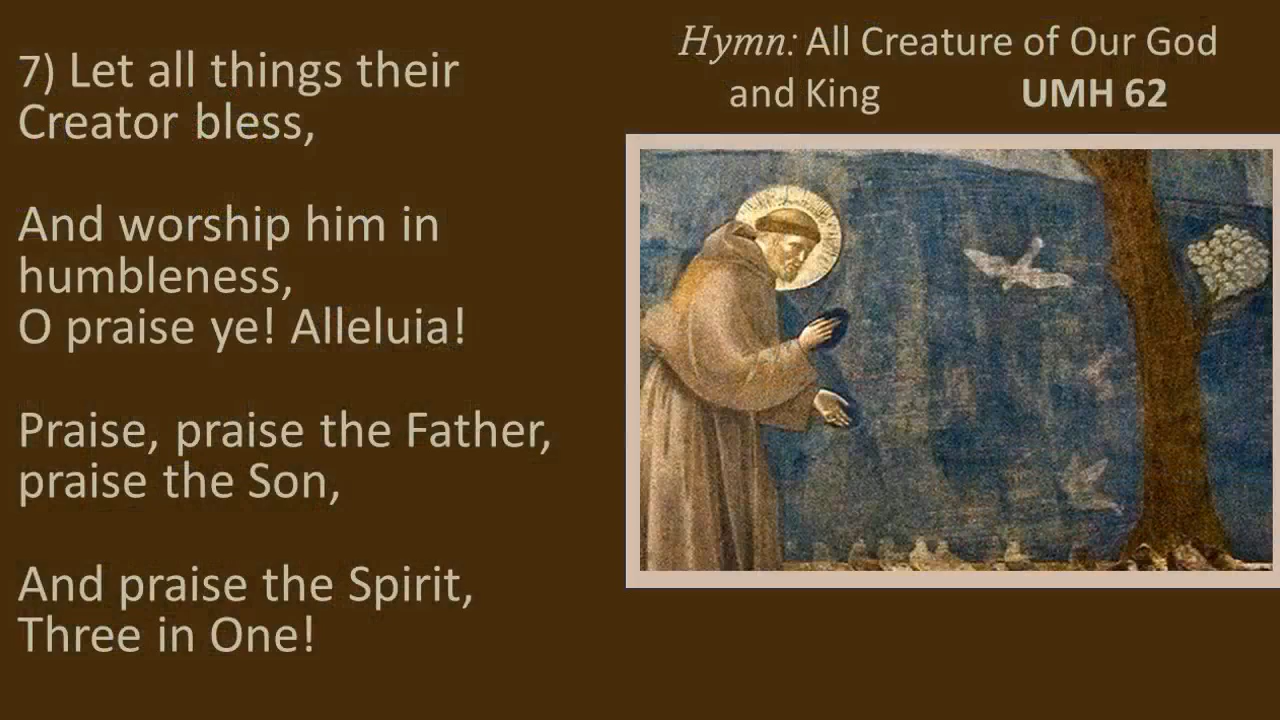 7) Let all things their
Creator bless,
And worship him in
humbleness,
O praise ye! Alleluia!
Praise, praise the Father,
praise the Son,
And praise the Spirit,
Three in One!
Hymn: All Creature of Our God
and King UMH 62